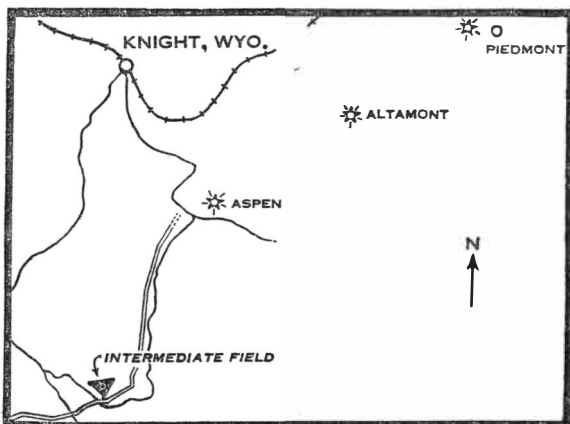 KNIGHT, WYO.
PIEDMONT
ALTAMONT
ASPEN
N
INTERMEDIATE FIELD